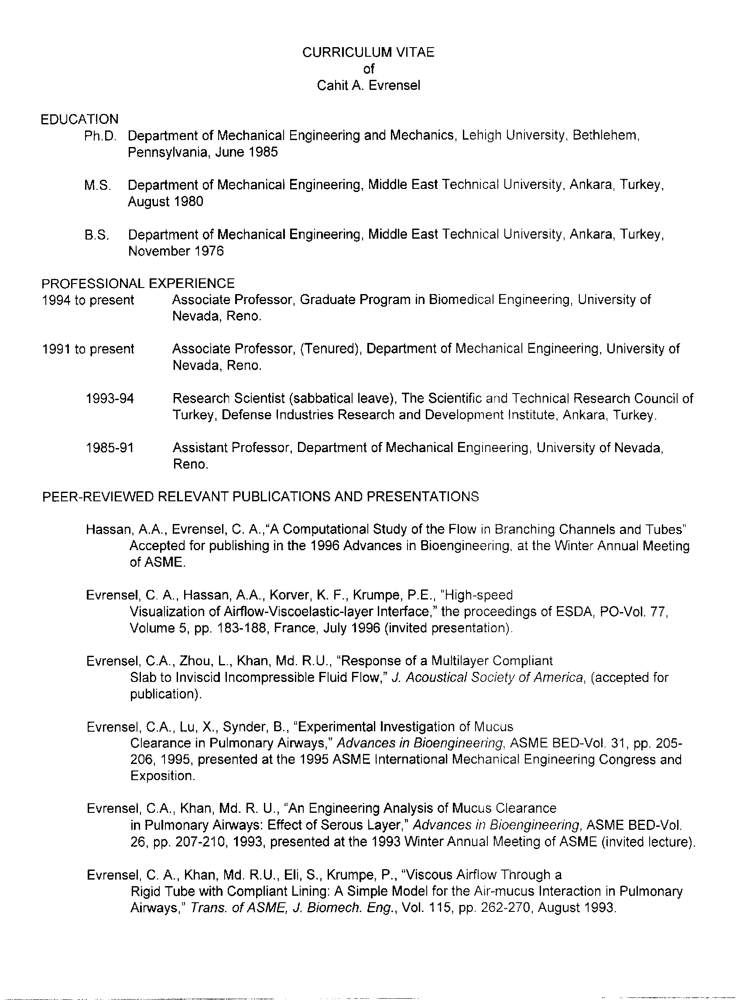 CURRICULUM VITAE
of
Cahit A. Evrensel
EDUCATION
Ph.D. Department of Mechanical Engineering and Mechanics, Lehigh University, Bethlehem,
Pennsylvania, June 1985
M.S. Department of Mechanical Engineering, Middle East Technical University, Ankara, Turkey,
August 1980
B.S. Department of Mechanical Engineering, Middle East Technical University, Ankara, Turkey,
November 1976
PROFESSIONAL EXPERIENCE
1994 to present Associate Professor, Graduate Program in Biomedical Engineering, University of
Nevada, Reno.
1991 to present Associate Professor, (Tenured), Department of Mechanical Engineering, University of
Nevada, Reno.
1993-94 Research Scientist (sabbatical leave), The Scientific and Technical Research Council of
Turkey, Defense Industries Research and Development Institute, Ankara, Turkey.
1985-91 Assistant Professor, Department of Mechanical Engineering, University of Nevada,
Reno.
PEER-REVIEWED RELEVANT PUBLICATIONS AND PRESENTATIONS
Hassan, A.A., Evrensel, C. A.,"A Computational Study of the Flow in Branching Channels and Tubes"
Accepted for publishing in the 1996 Advances in Bioengineering, at the Winter Annual Meeting
of ASME.
Evrensel, C. A., Hassan, A.A., Korver, K. F., Krumpe, P.E., "High-speed
Visualization of Airflow-Viscoelastic-layer Interface," the proceedings of ESDA, PO-Vol. 77,
Volume 5, pp. 183-188, France, July 1996 (invited presentation).
Evrensel, C.A., Zhou, L., Khan, Md. R.U., "Response of a Multilayer Compliant
Slab to Inviscid Incompressible Fluid Flow," J. Acoustical Society of America, (accepted for
publication).
Evrensel, C.A., Lu, X., Synder, B., "Experimental Investigation of Mucus
Clearance in Pulmonary Airways," Advances in Bioengineering, ASME BED-Vol. 31, pp. 205-
206, 1995, presented at the 1995 ASME International Mechanical Engineering Congress and
Exposition.
Evrensel, C.A., Khan, Md. R. U., "An Engineering Analysis of Mucus Clearance
in Pulmonary Airways: Effect of Serous Layer," Advances in Bioengineering, ASME BED-Vol.
26, pp. 207-210, 1993, presented at the 1993 Winter Annual Meeting of ASME (invited lecture).
Evrensel, C. A., Khan, Md. R.U., Eli, S., Krumpe, P., "Viscous Airflow Through a
Rigid Tube with Compliant Lining: A Simple Model for the Air-mucus Interaction in Pulmonary
Airways," Trans. of ASME, J. Biomech. Eng., Vol. 115, pp. 262-270, August 1993.